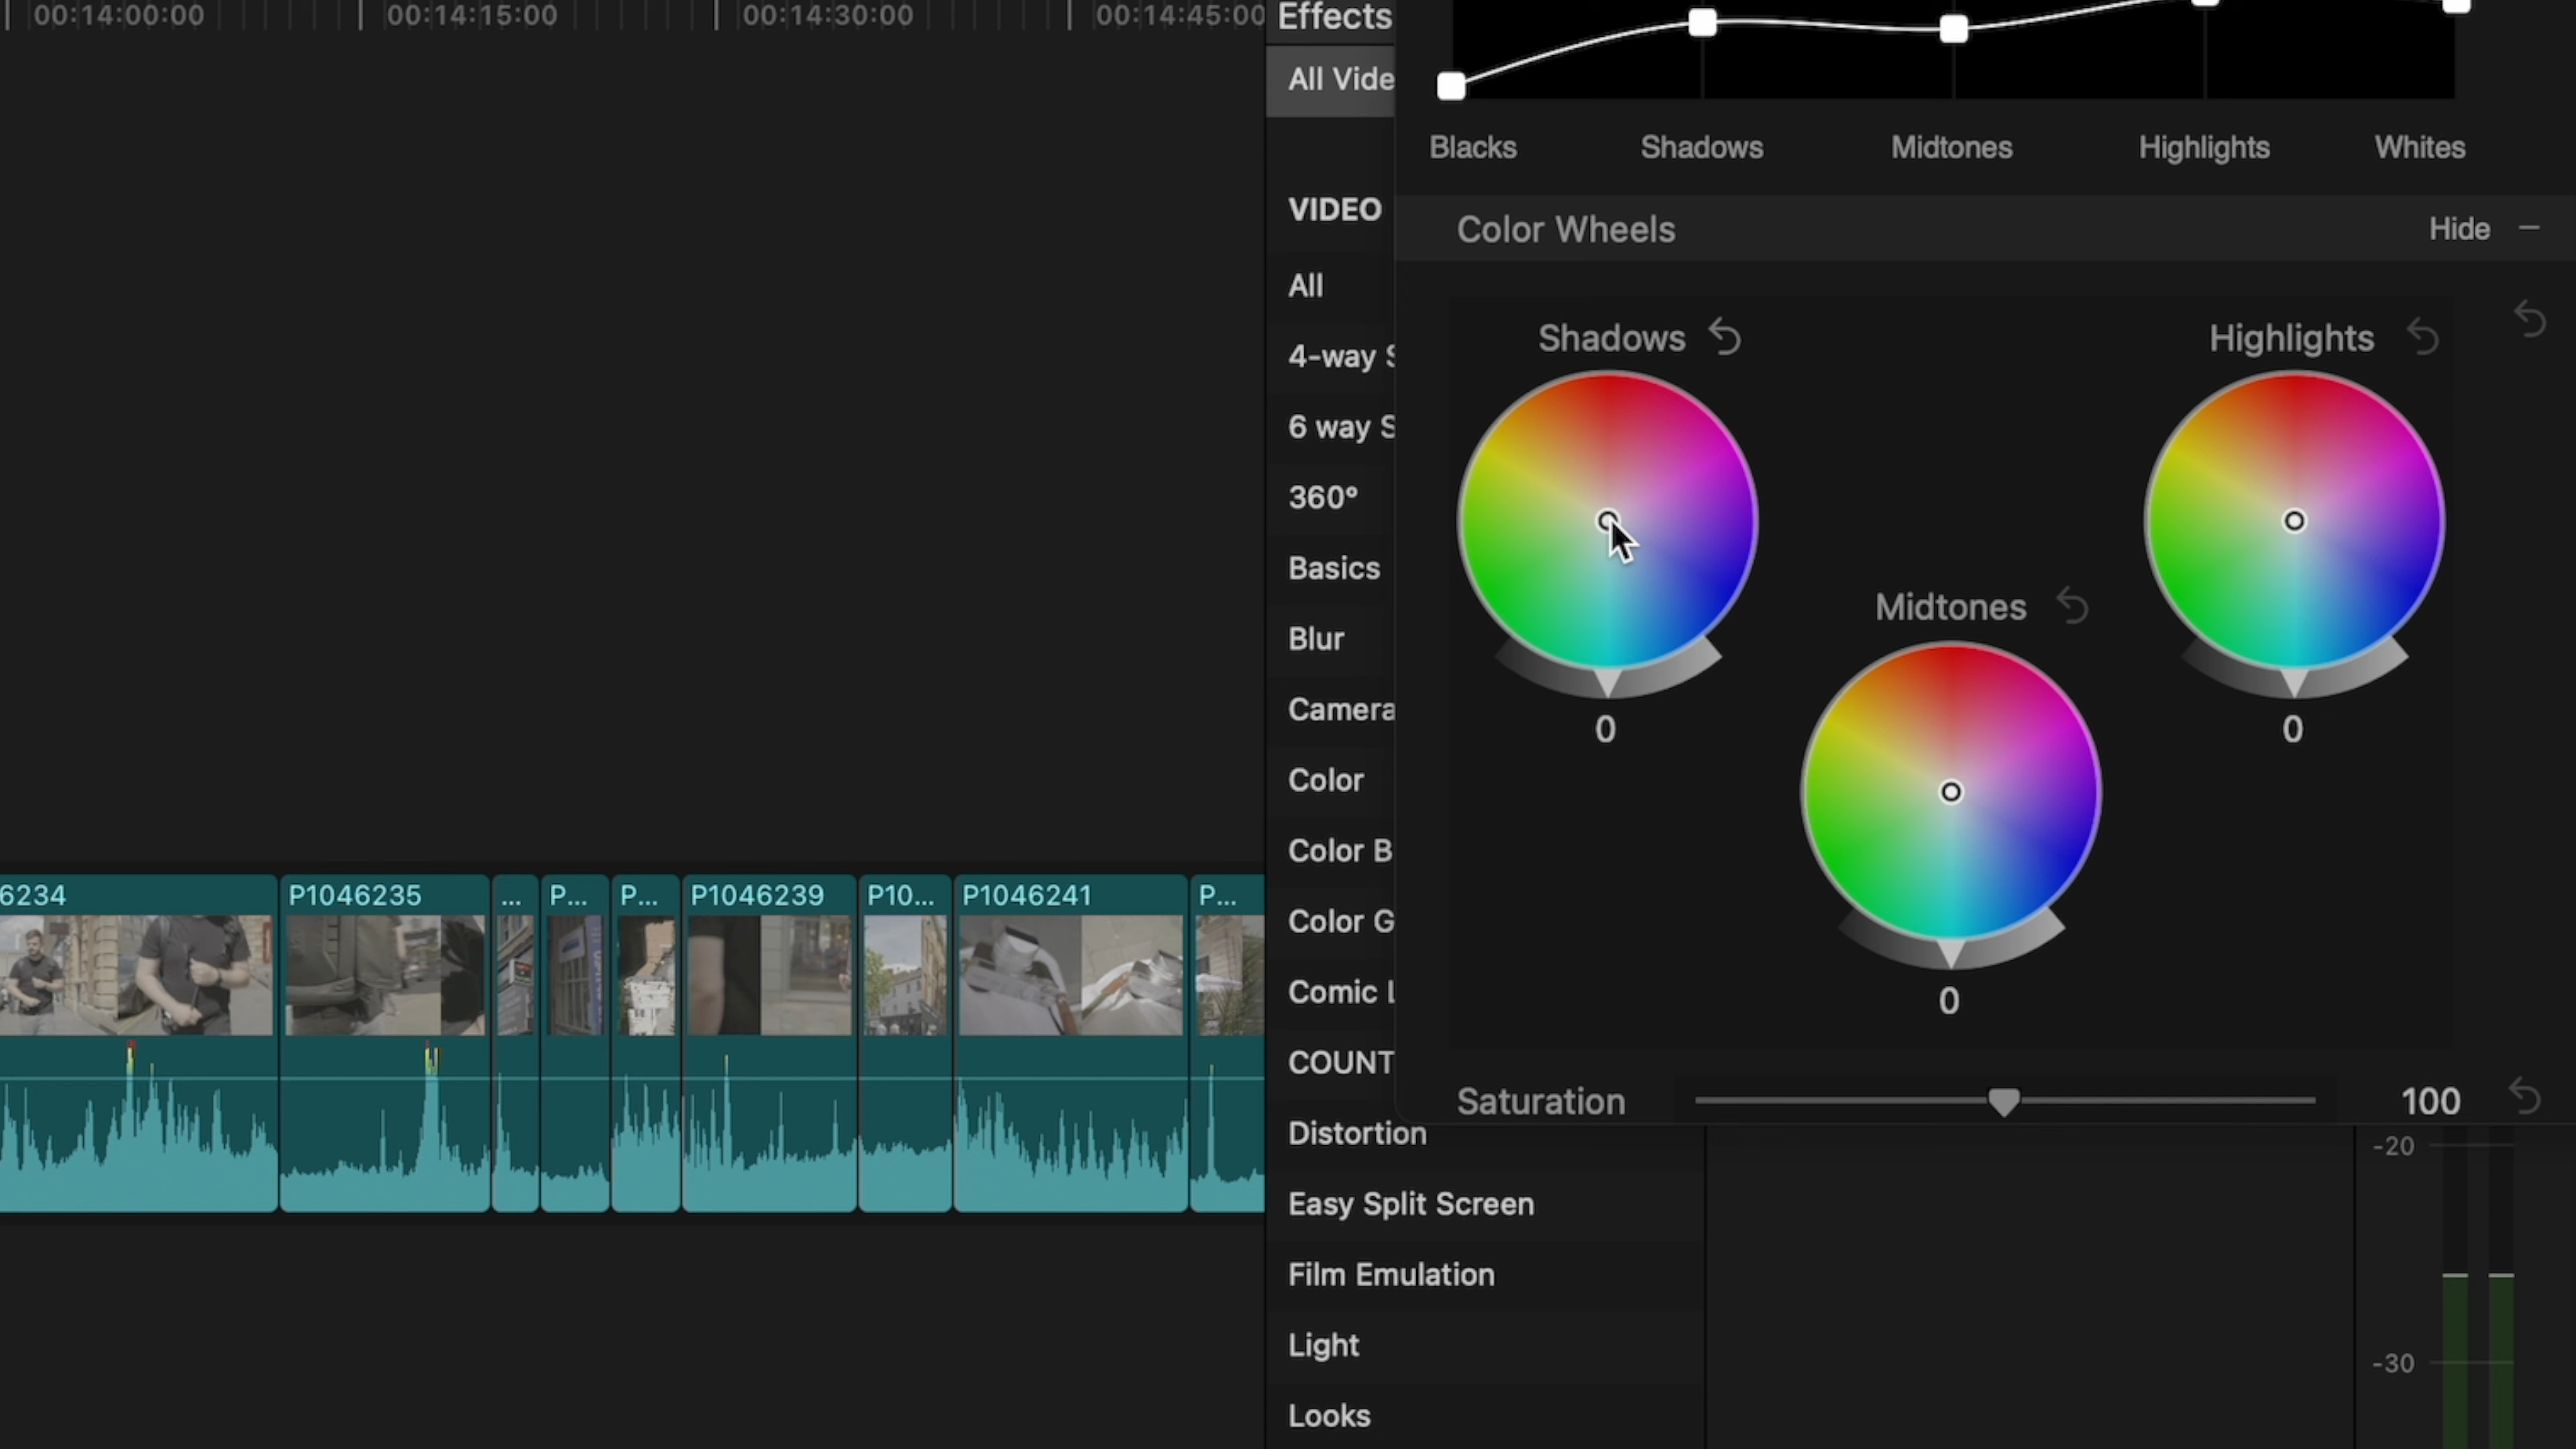 00:14:00:00
00:14:15:00
00:14:30:00
00:14:45:00
6234
P1046235
...
P...
P...
P1046239
P10...
P1046241
P...
Effects
All Vide
VIDEO
All
4-way S
6 way S
360°
Basics
Blur
Camera
Color
Color B
Color G
Comic L
COUNT
Distortion
Easy Split Screen
Film Emulation
Light
Looks
Blacks
Shadows
Midtones
Highlights
Whites
Color Wheels
Hide
Shadows
Highlights
Midtones
0
0
0
Saturation
100
-20
-30